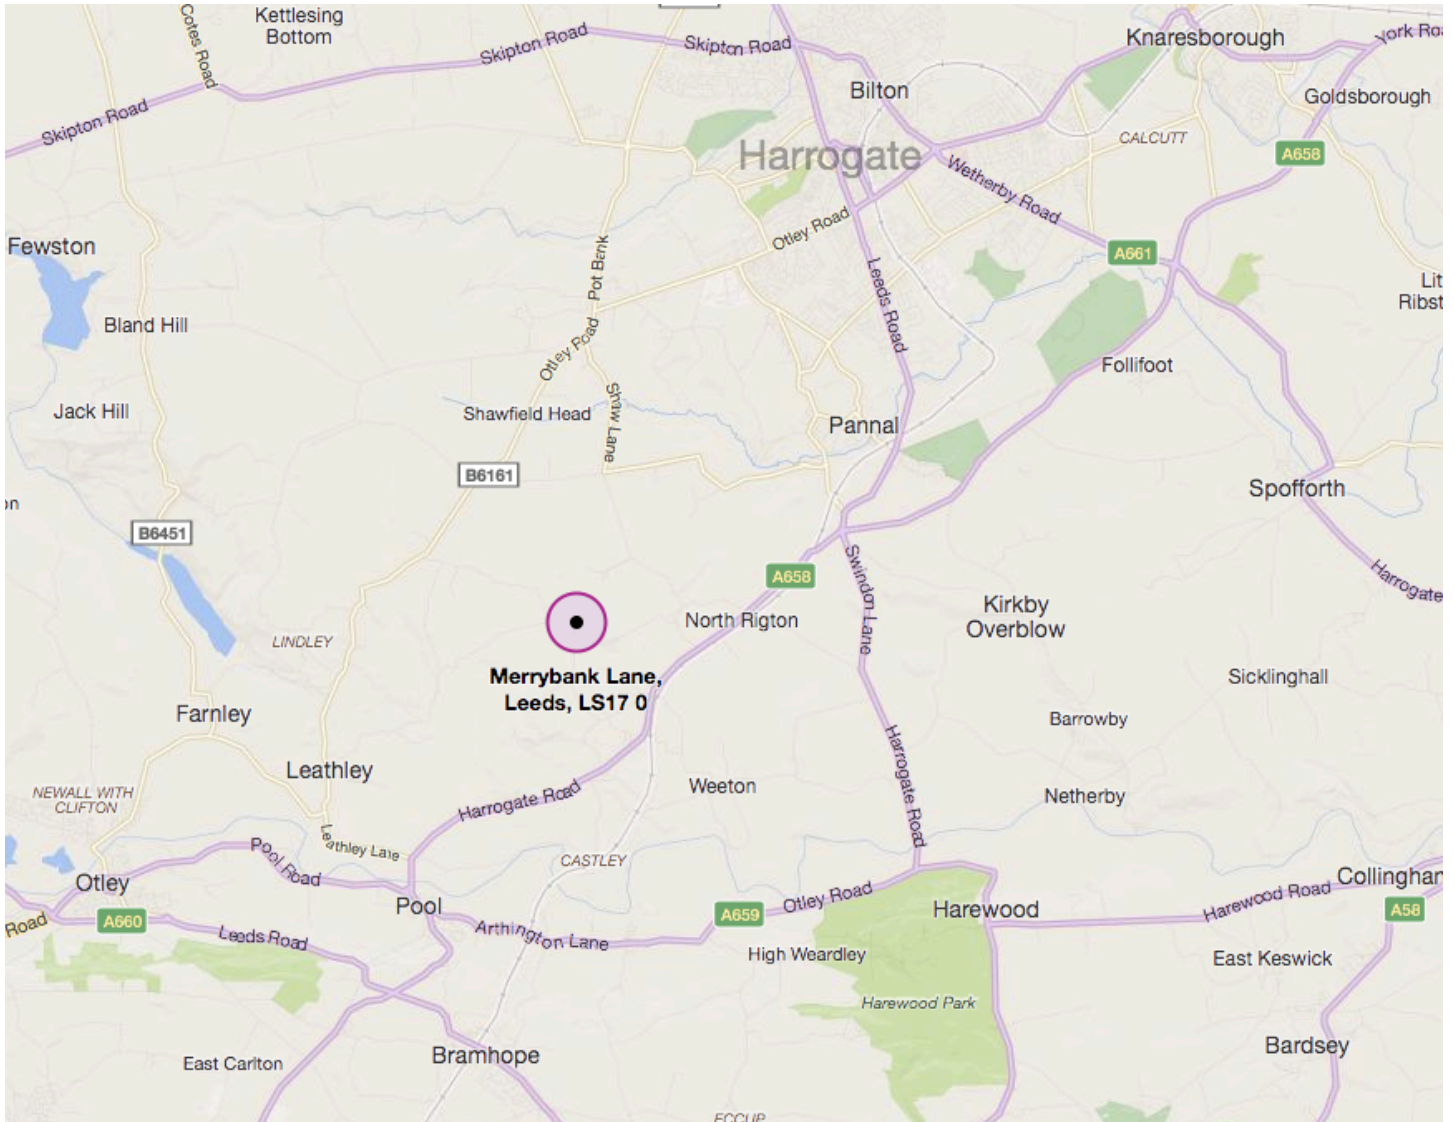 Kettlesing
Bottom
Cotes Road
Skipton Road
Skipton Road
Skipton Road
Knaresborough
York Ro
Bilton
Goldsborough
CALCUTT
A658
Harrogate
Wetherby Road
Otley Road
Fewston
Pot Bank
A661
Leeds Road
Lit
Ribst
Bland Hill
Otley Road
Follifoot
Jack Hill
Shawfield Head
Shaw Lane
Pannal
B6161
Spofforth
on
B6451
A658
Swindon Lane
Harrogate
Kirkby
Overblow
North Rigton
LINDLEY
Merrybank Lane,
Leeds, LS17 0
Sicklinghall
Farnley
Barrowby
Harrogate Road
Leathley
Weeton
Netherby
NEWALL WITH
CLIFTON
Harrogate Road
Leathley Lane
Pool Road
CASTLEY
Otley
Collingham
Otley Road
Harewood Road
Pool
Harewood
A58
A659
Road
A660
Leeds Road
Arthington Lane
High Weardley
East Keswick
Harewood Park
Bardsey
Bramhope
East Carlton
ECCUP